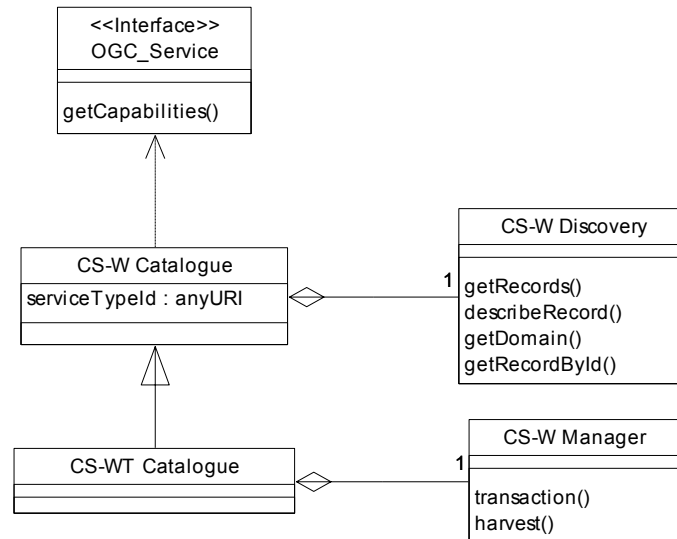 <<Interface>>
OGC_Service
getCapabilities()
CS-W Catalogue
serviceTypeId : anyURI
1
CS-W Discovery
getRecords()
describeRecord()
getDomain()
getRecordById()
CS-WT Catalogue
1
CS-W Manager
transaction()
harvest()